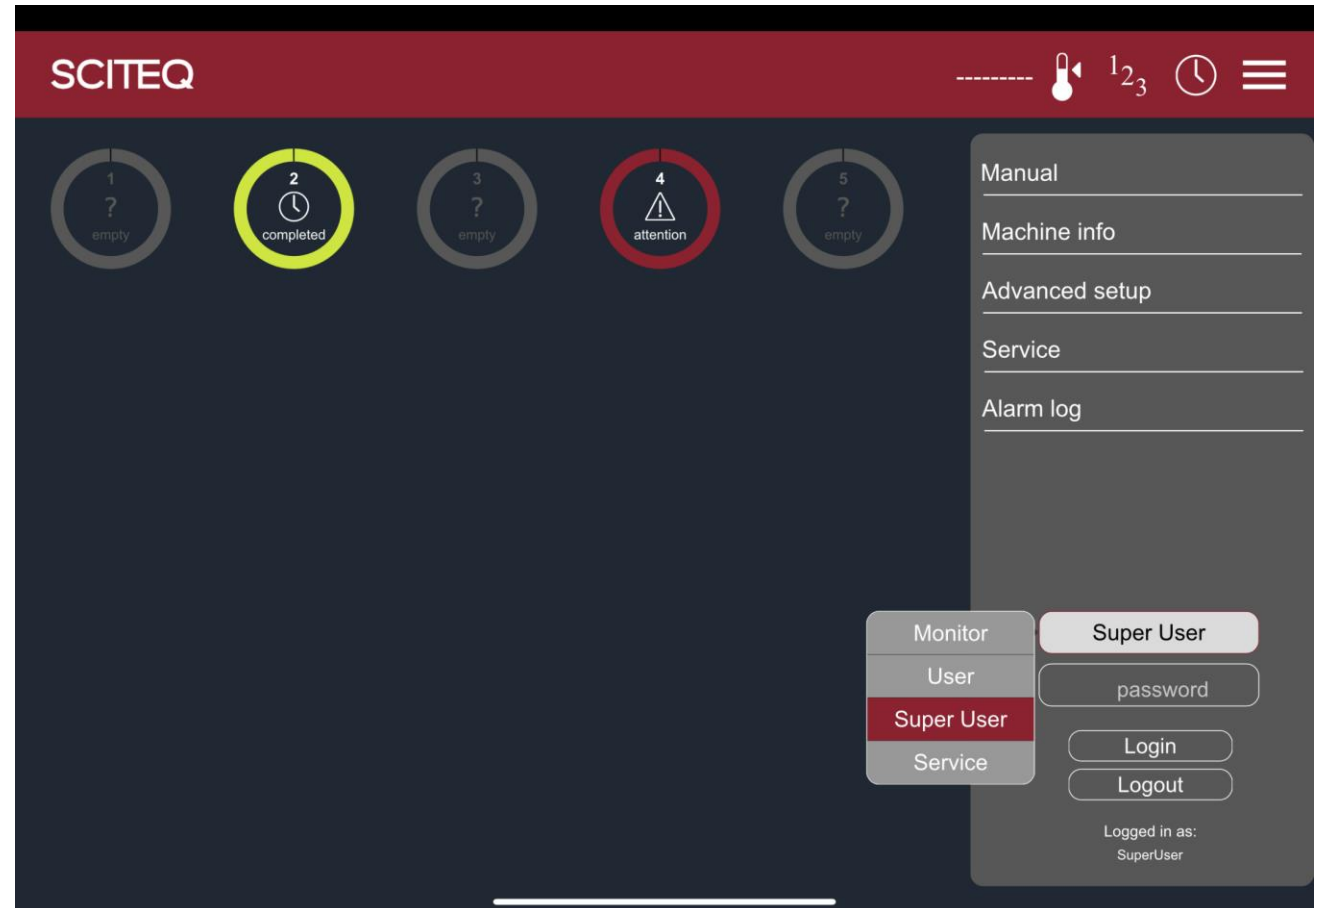 SCITEQ
---------
123
1
?
empty
2
completed
3
?
empty
4
attention
5
?
empty
Manual
Machine info
Advanced setup
Service
Alarm log
Monitor
User
Super User
Service
Super User
password
Login
Logout
Logged in as:
SuperUser